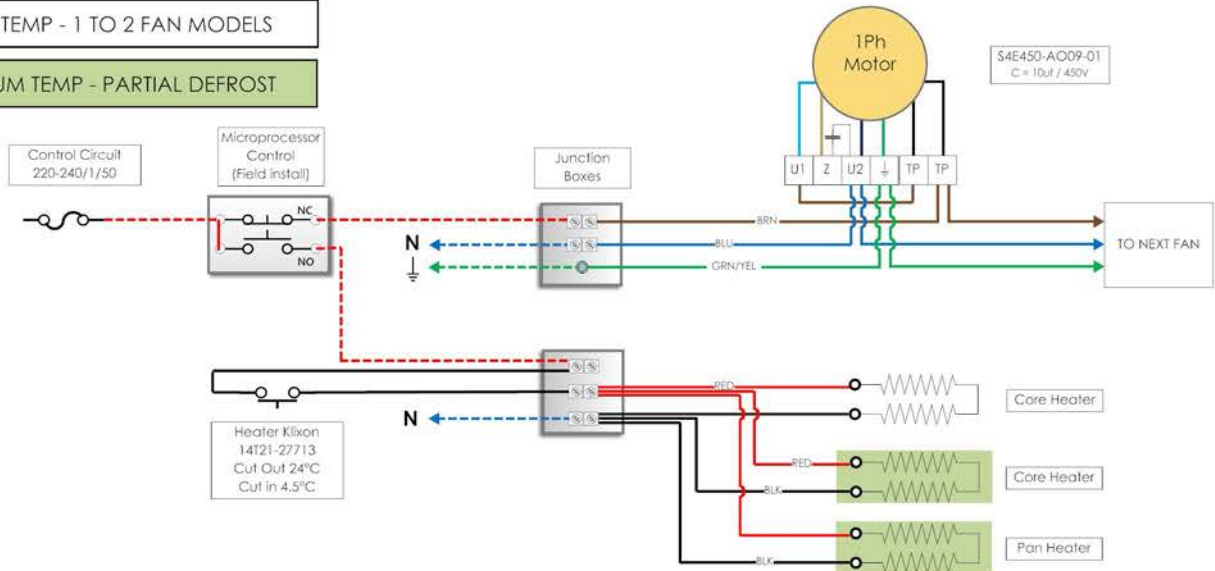 TEMP - 1 TO 2 FAN MODELS
UM TEMP - PARTIAL DEFROST
Control Circuit
220-240/1/50
Microprocessor
Control
(Field install)
NC
NO
Junction
Boxes
1Ph
Motor
S4E450-AO09-01
C = 10uf / 450V
U1 Z U2 TP TP
BRN
BLU
GRN/YEL
TO NEXT FAN
N
Heater Klixon
14T21-27713
Cut Out 24°C
Cut in 4.5°C
N
RED
Core Heater
RED
BLK
Core Heater
BLK
Pan Heater